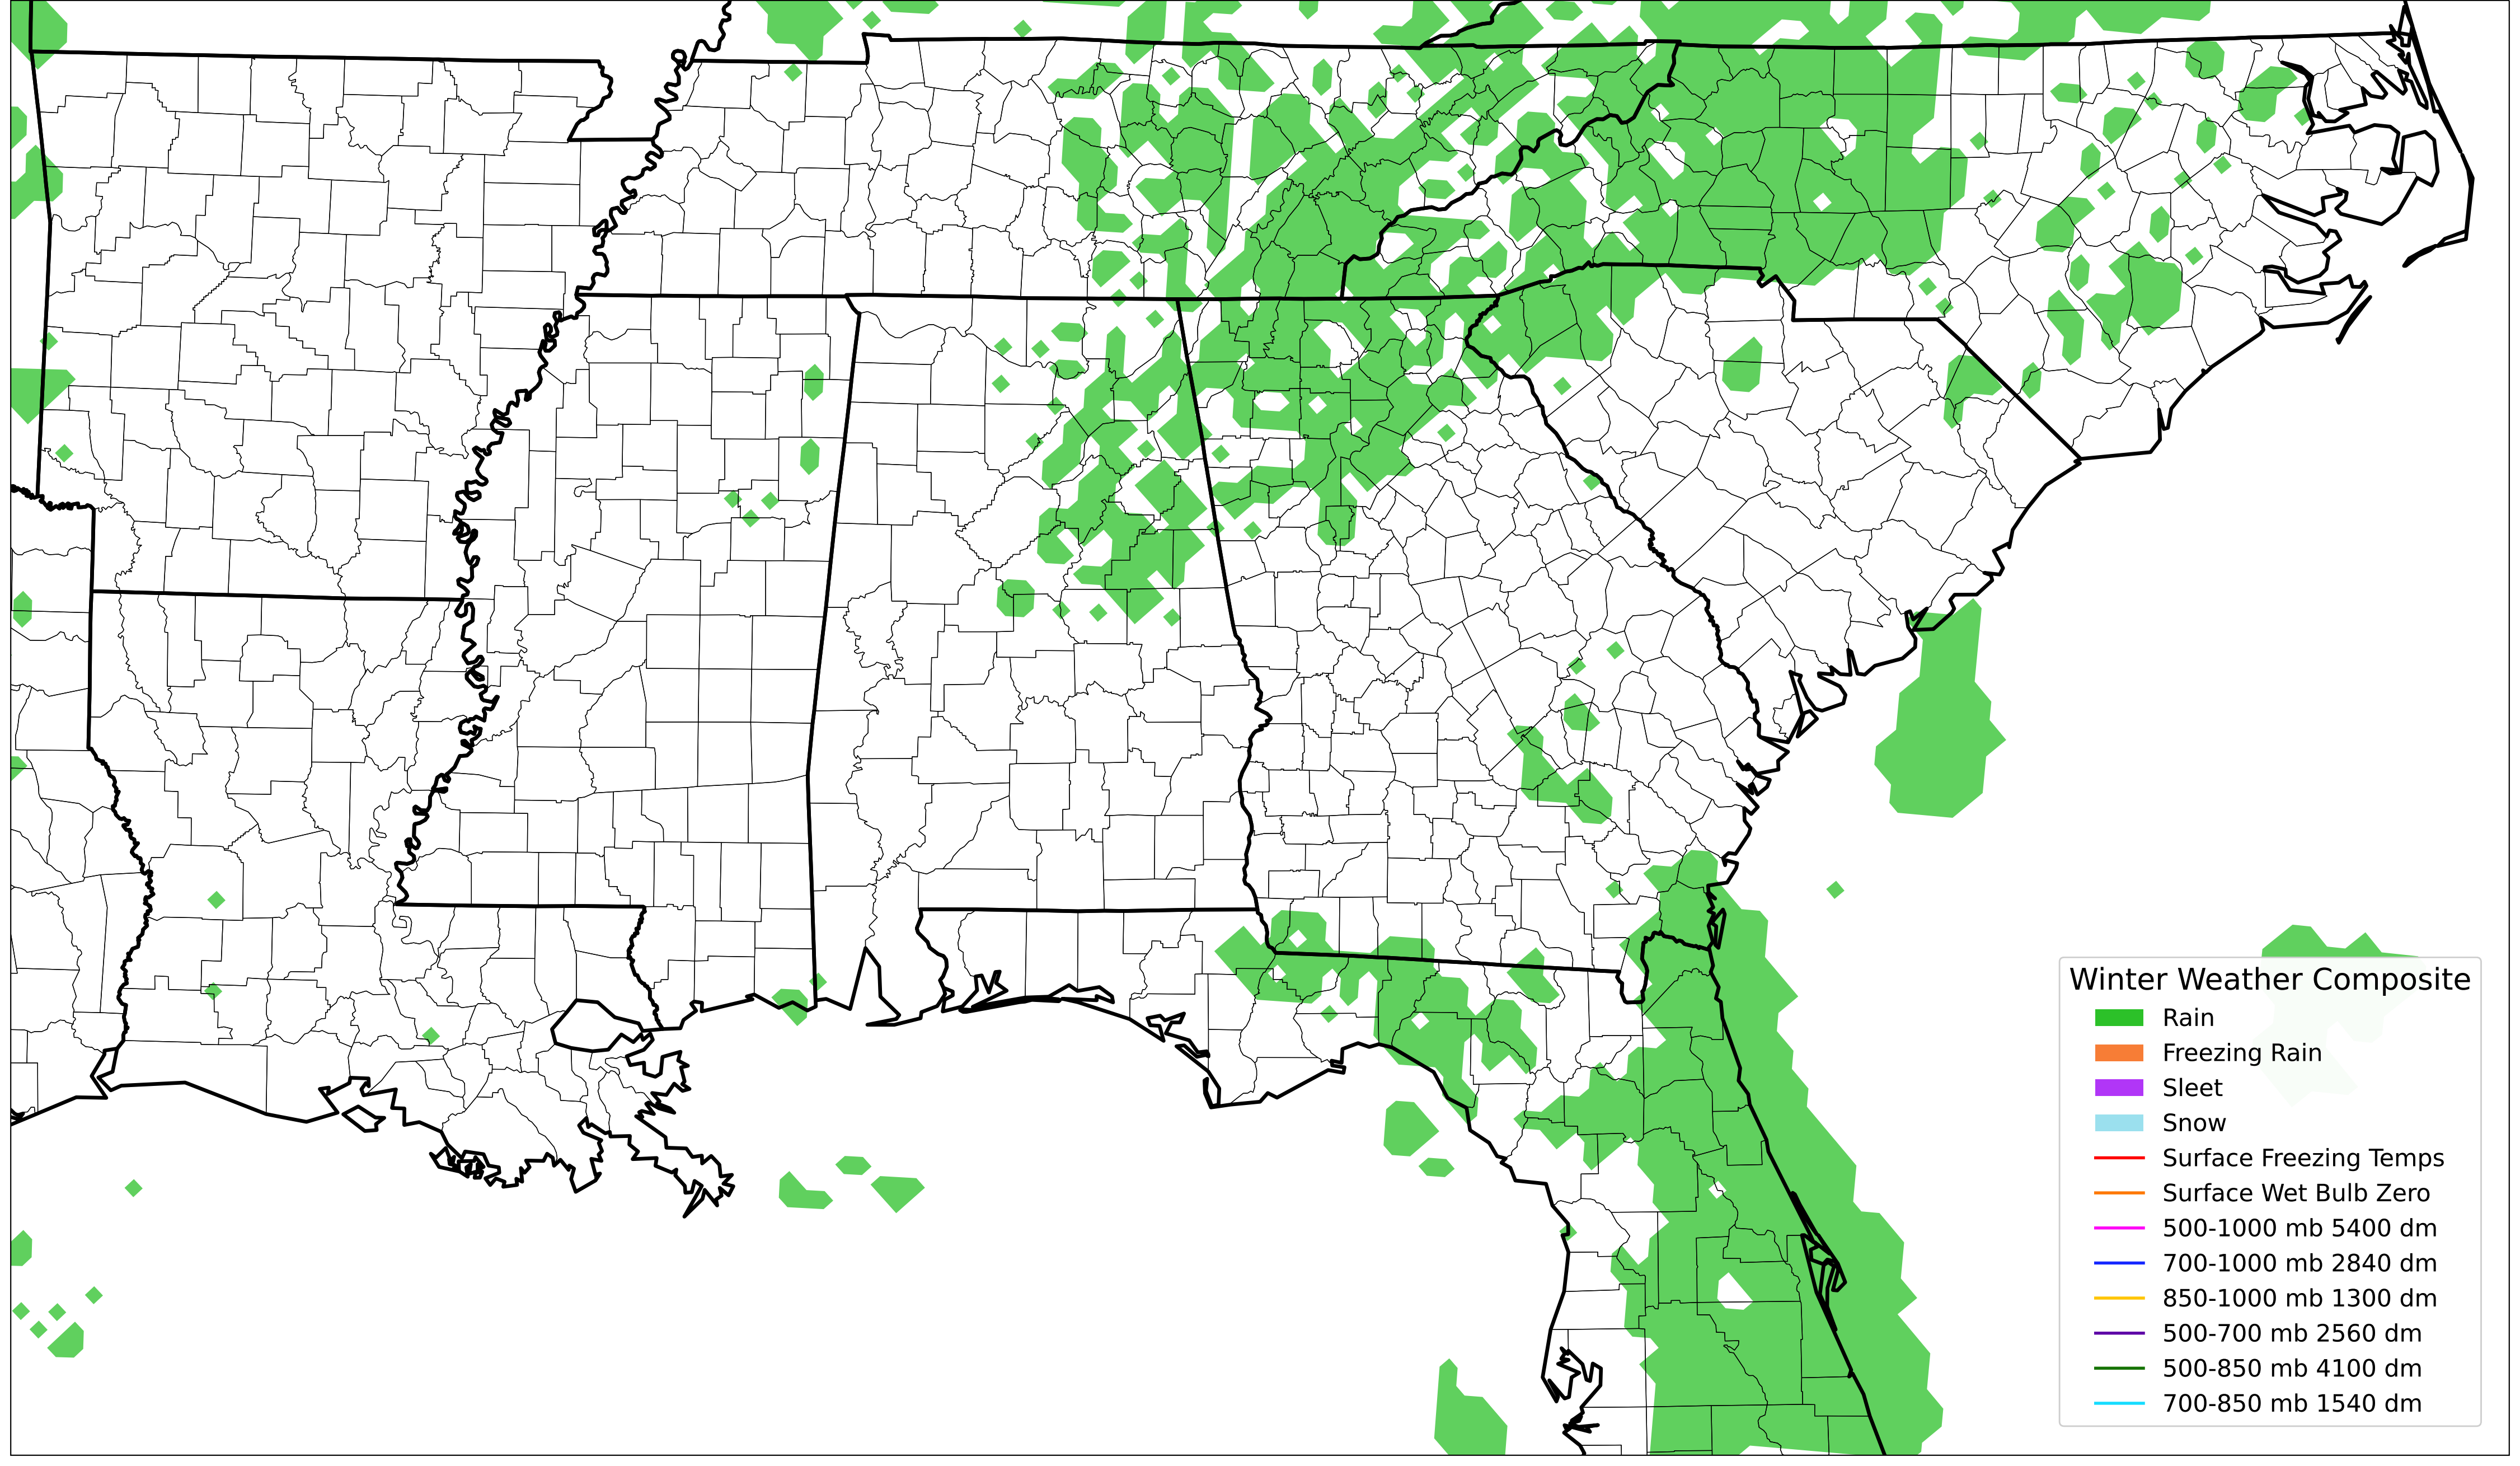 Winter Weather Composite
Rain
Freezing Rain
Sleet
Snow
Surface Freezing Temps
Surface Wet Bulb Zero
500-1000 mb 5400 dm
700-1000 mb 2840 dm
850-1000 mb 1300 dm
500-700 mb 2560 dm
500-850 mb 4100 dm
700-850 mb 1540 dm